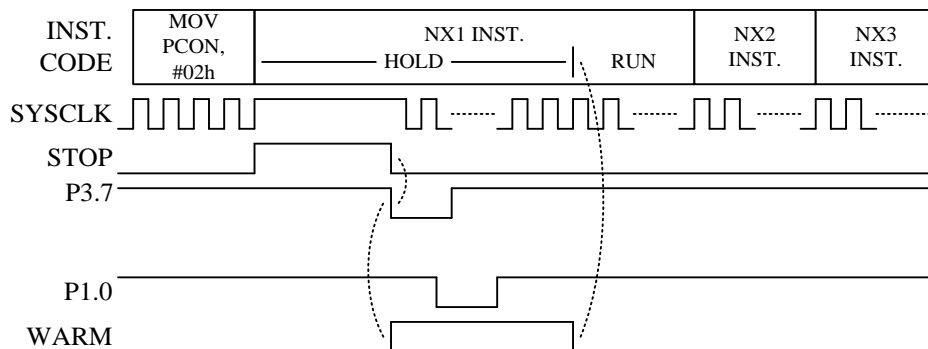 INST.
CODE
MOV
PCON,
#02h
NX1 INST.
HOLD
RUN
NX2
INST.
NX3
INST.
SYSCLK
STOP
P3.7
P1.0
WARM